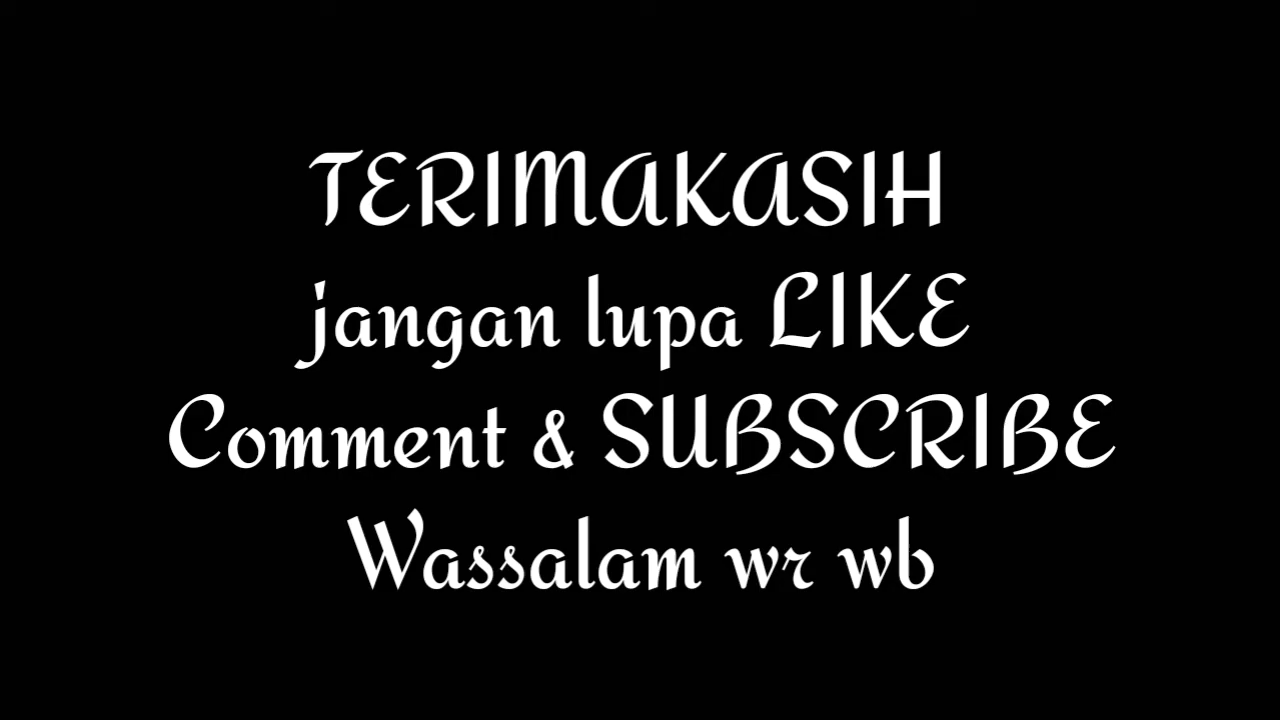 TERIMAKASIH
jangan lupa LIKE
Comment & SUBSCRIBE
Wassalam wr wb